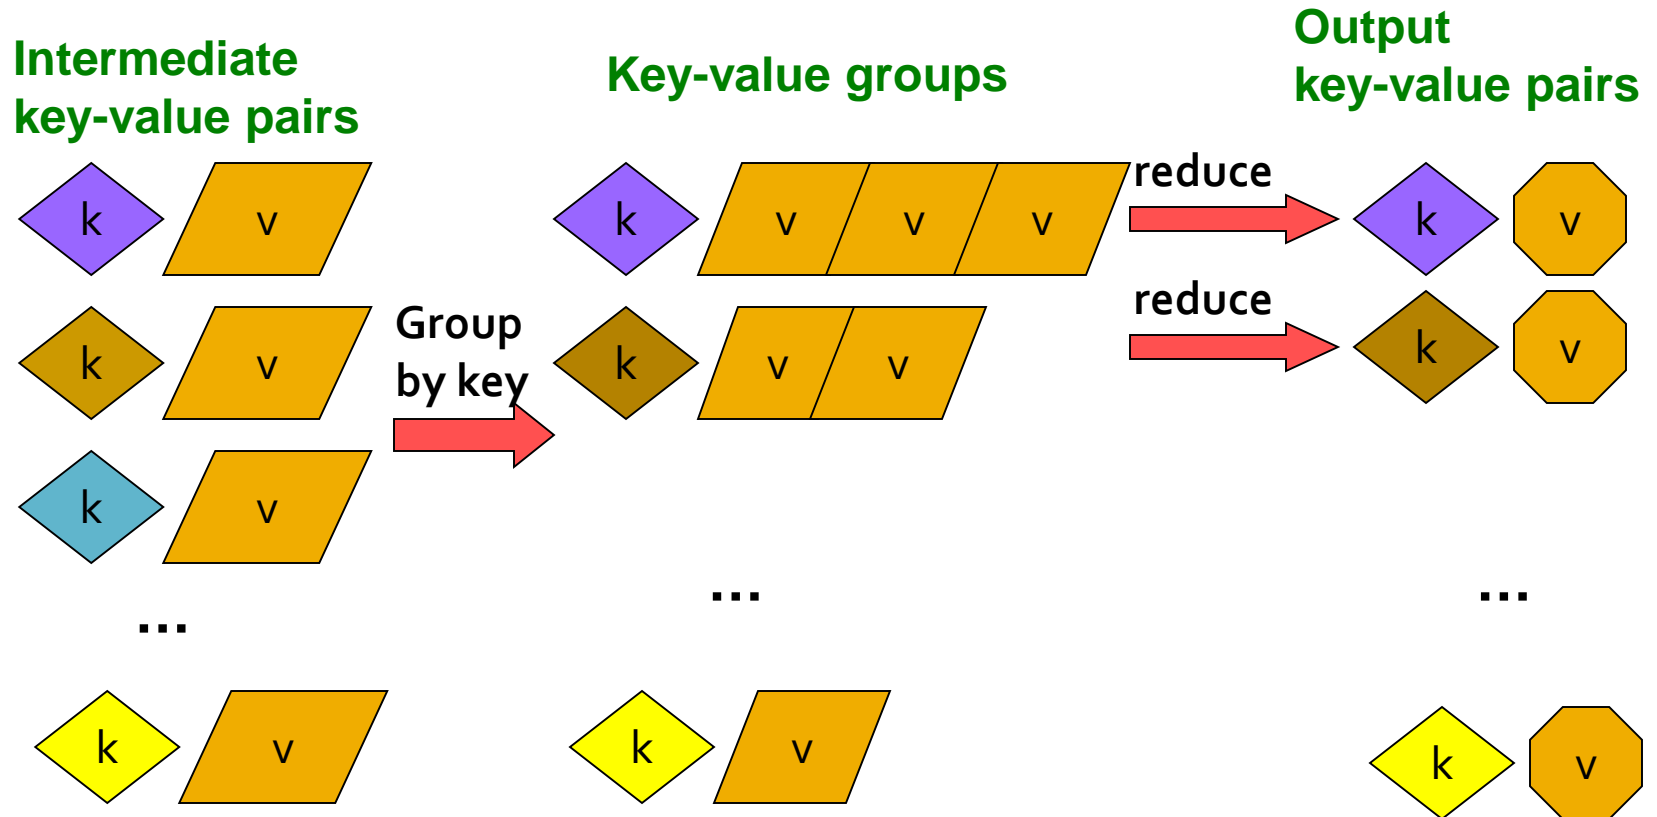 Intermediate
key-value pairs
Key-value groups
Output
key-value pairs
k v
k v v v
reduce
k v
k v
Group
by key
k v v
reduce
k v
k v
...
...
...
k v
k v
k v